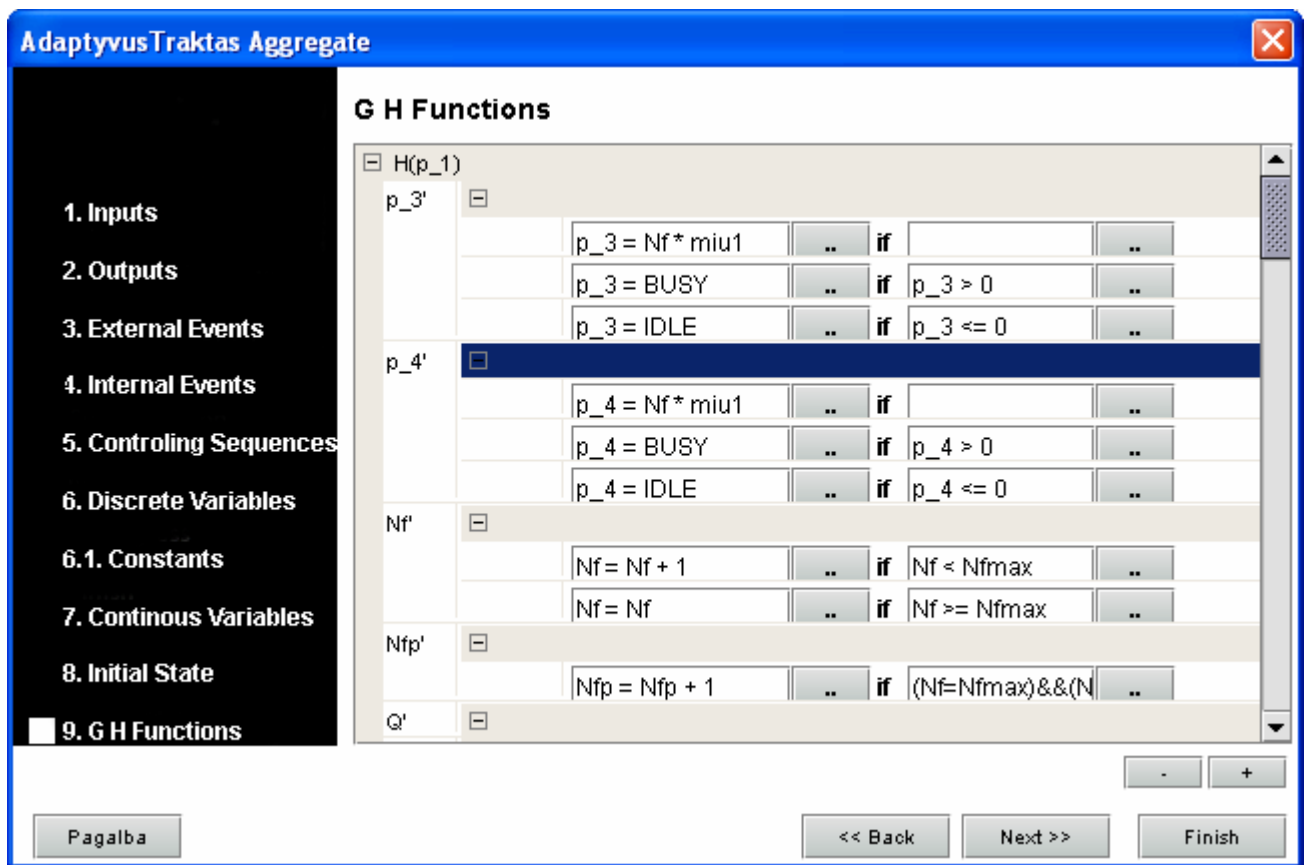 AdaptyvusTraktas Aggregate
1. Inputs
2. Outputs
3. External Events
4. Internal Events
5. Controling Sequences
6. Discrete Variables
6.1. Constants
7. Continous Variables
8. Initial State
9. G H Functions
G H Functions
H(p_1)
p_3'
p_3 = Nf * miu1 .. if ..
p_3 = BUSY .. if p_3 > 0 ..
p_3 = IDLE .. if p_3 <= 0 ..
p_4'
p_4 = Nf * miu1 .. if ..
p_4 = BUSY .. if p_4 > 0 ..
p_4 = IDLE .. if p_4 <= 0 ..
Nf'
Nf = Nf + 1 .. if Nf < Nfmax ..
Nf = Nf .. if Nf >= Nfmax ..
Nfp'
Nfp = Nfp + 1 .. if (Nf=Nfmax)&&(N ..
Q'
- +
Pagalba << Back Next >> Finish